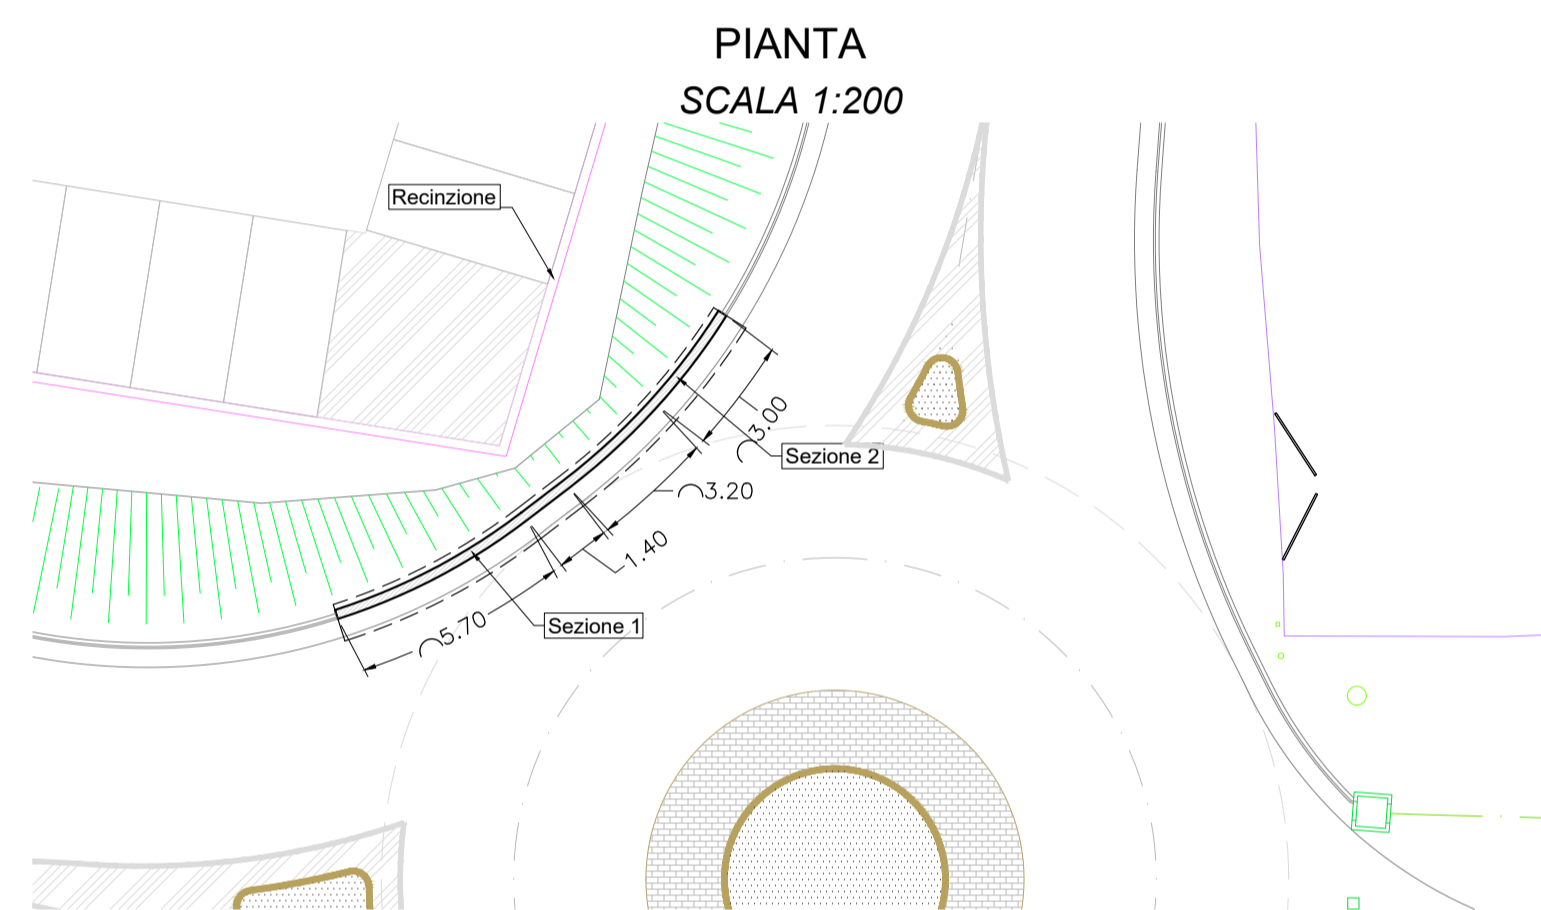 PIANTA
SCALA 1:200
Recinzione
3.00
Sezione 2
3.20
1.40
5.70
Sezione 1